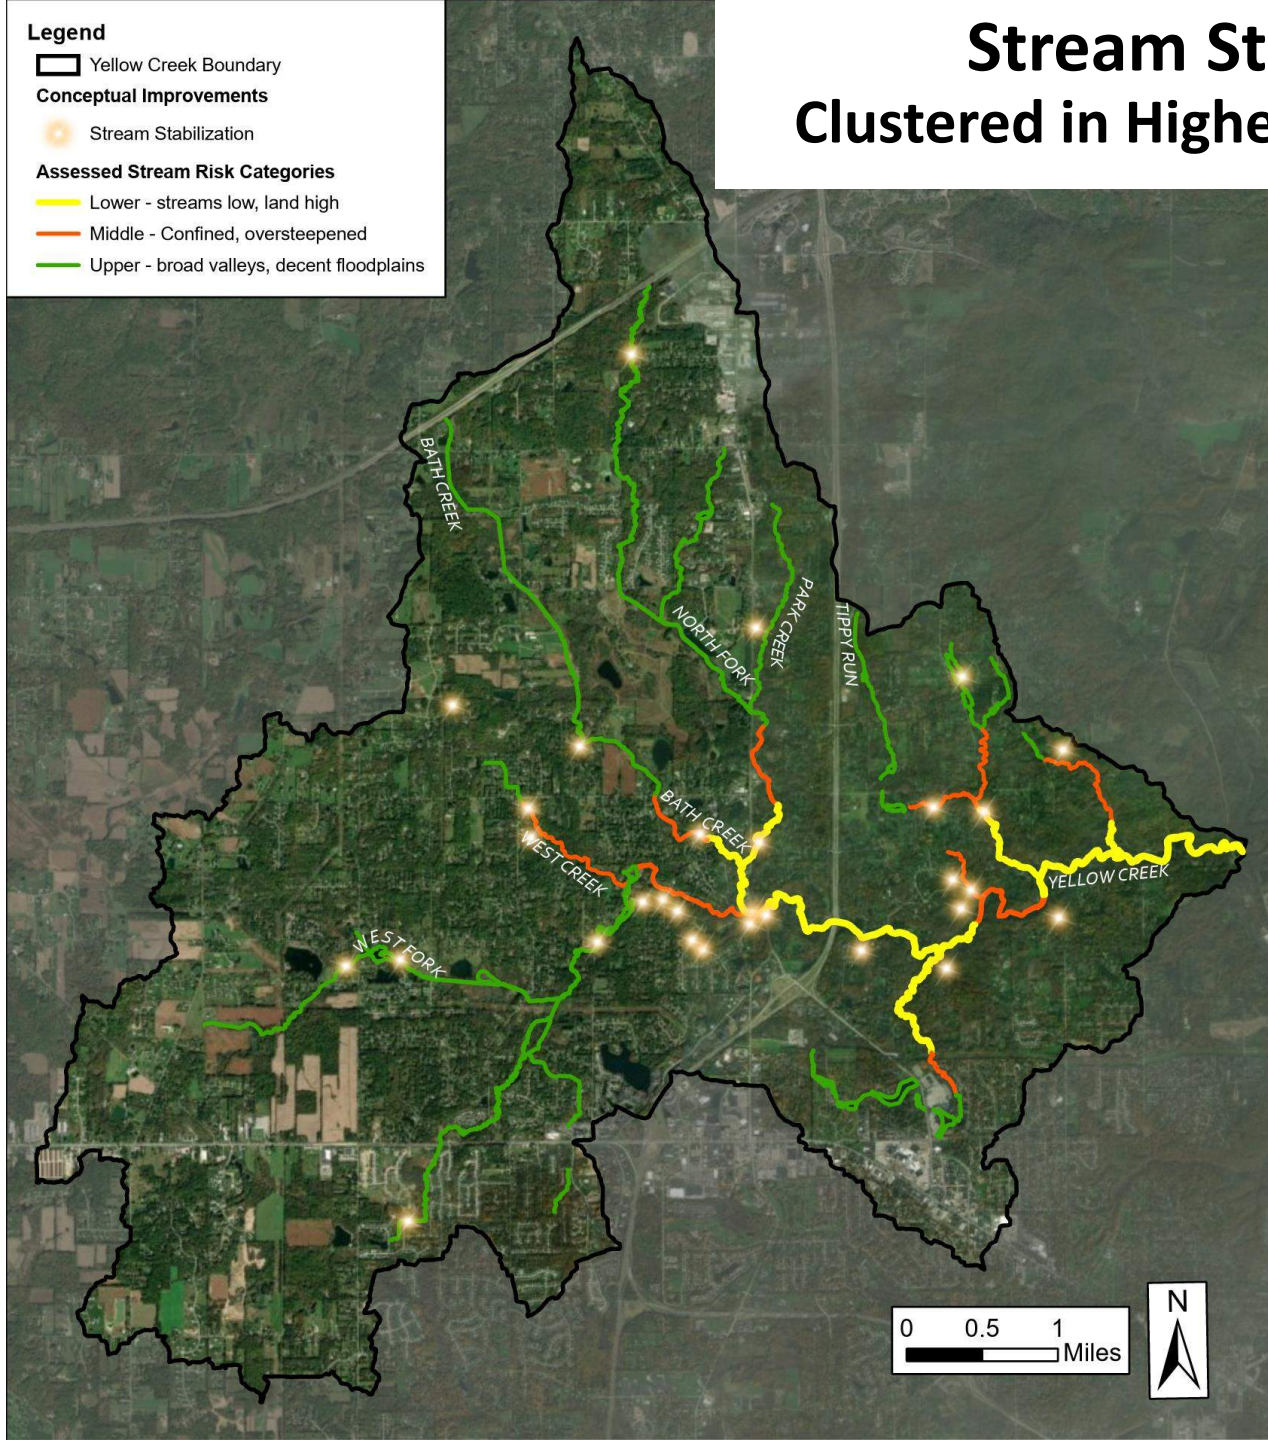 Stream St
Clustered in Highe
Legend
Yellow Creek Boundary
Conceptual Improvements
Stream Stabilization
Assessed Stream Risk Categories
Lower - streams low, land high
Middle - Confined, oversteepened
Upper - broad valleys, decent floodplains
BATH CREEK
NORTH FORK
PARK CREEK
TIPPY RUN
BATH CREEK
WEST CREEK
YELLOW CREEK
WEST FORK
N
0 0.5 1
Miles